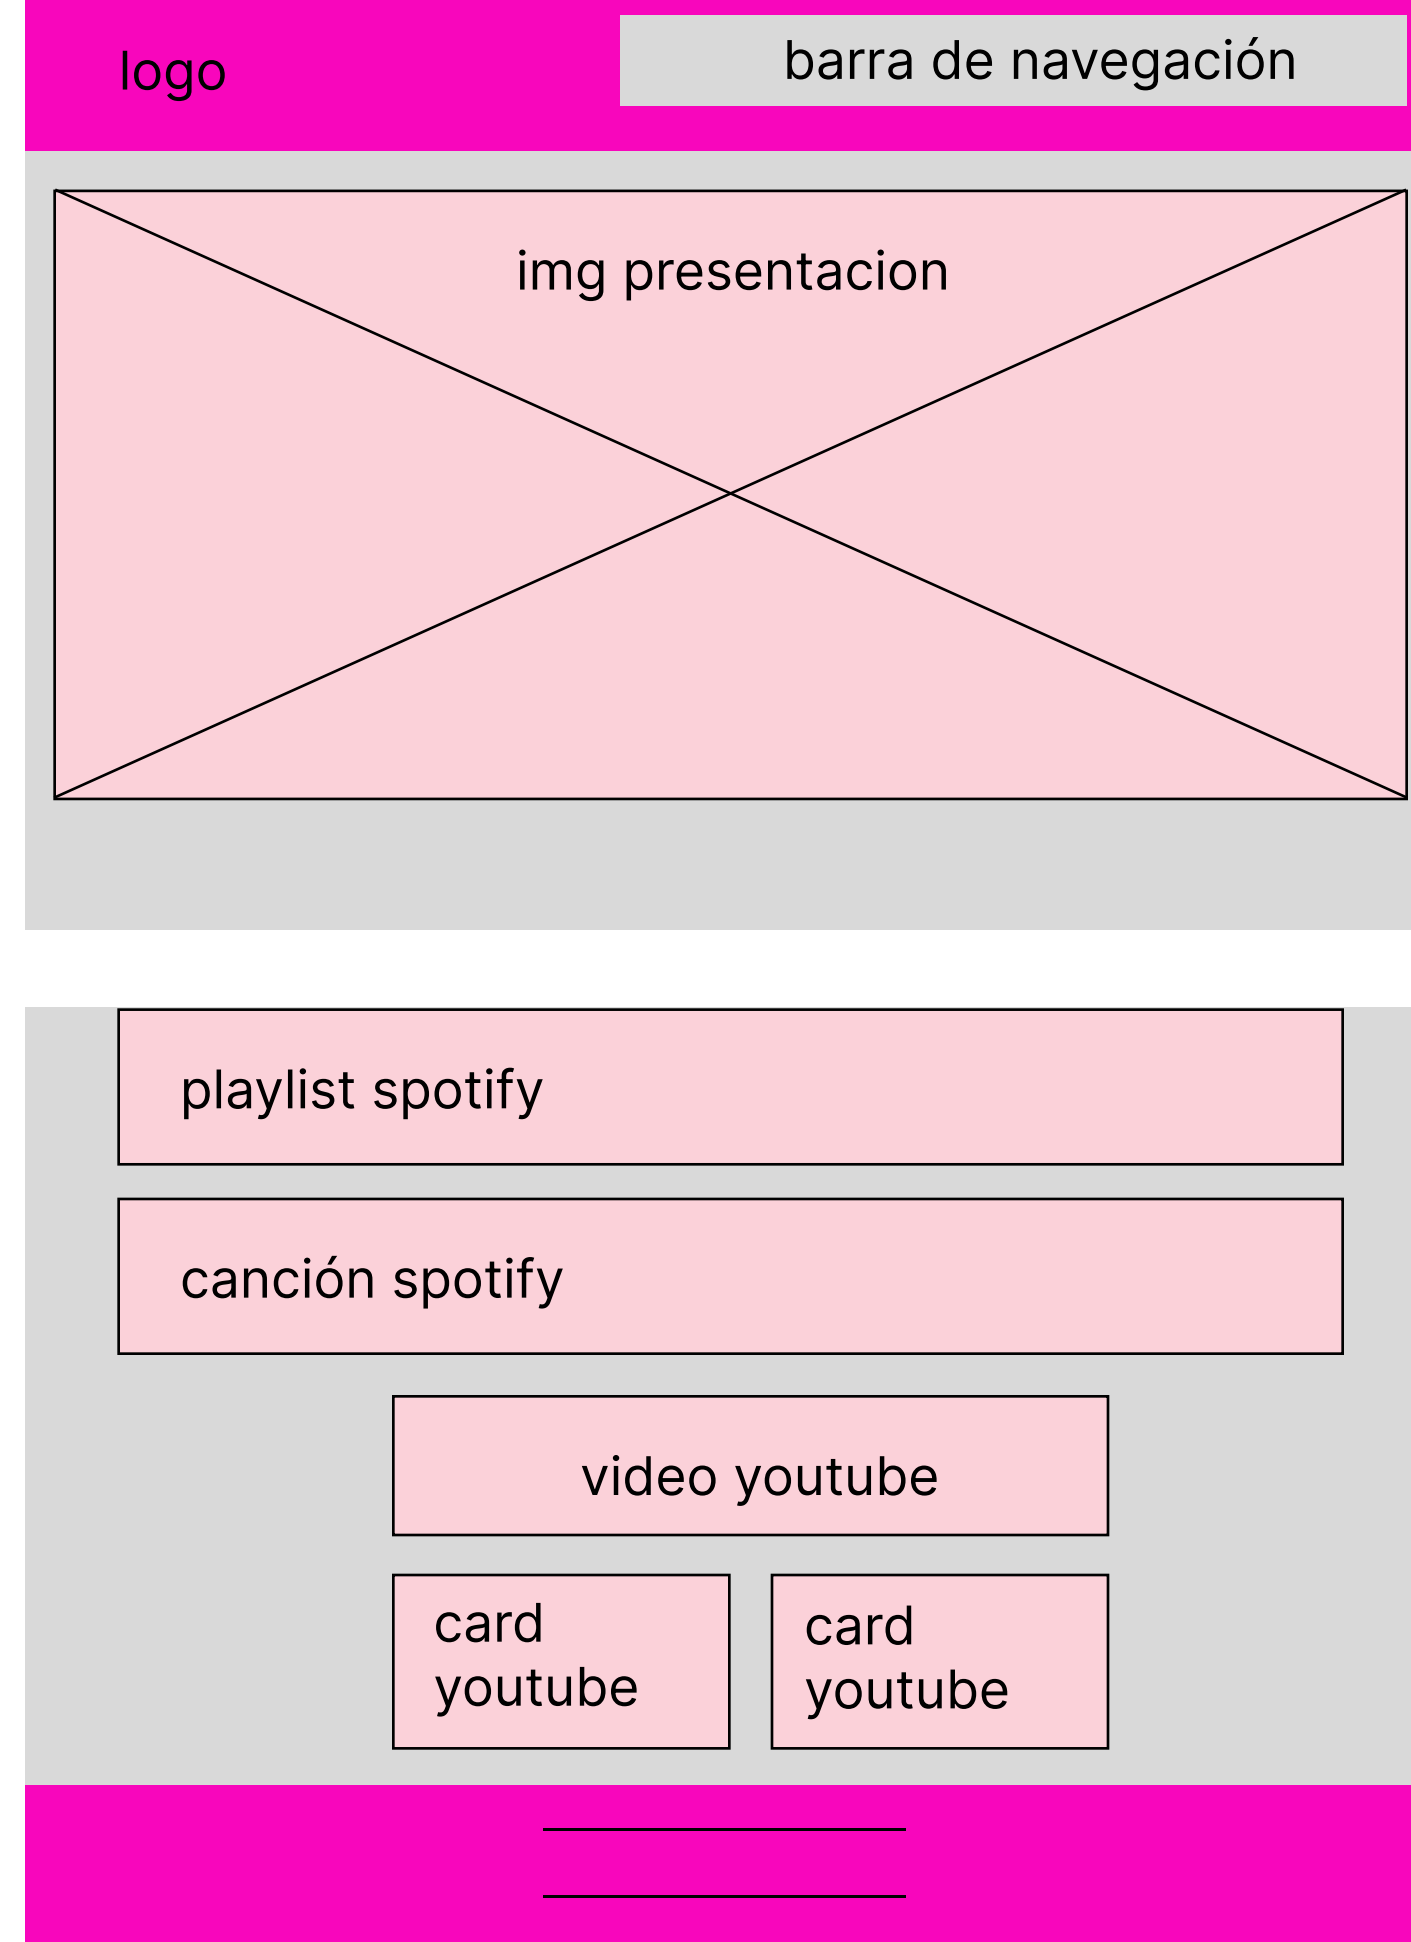 logo
barra de navegación
img presentacion
playlist spotify
canción spotify
video youtube
card
youtube
card
youtube